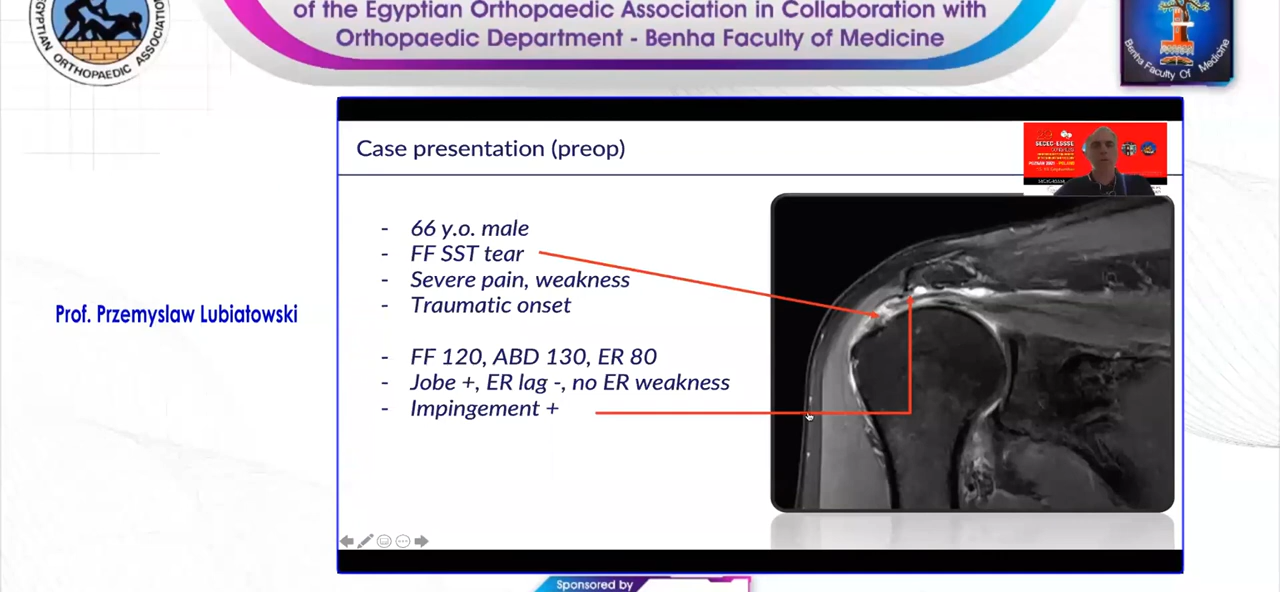 of the Egyptian Orthopaedic Association in Collaboration with
Orthopaedic Department - Benha Faculty of Medicine
EGYPTIAN ORTHOPAEDIC ASSOCIATION
Benha Faculty Of Medicine
Case presentation (preop)
SECEC-ESSSE
- 66 y.o. male
- FF SST tear
- Severe pain, weakness
- Traumatic onset
Prof. Przemyslaw Lubiatowski
- FF 120, ABD 130, ER 80
- Jobe +, ER lag -, no ER weakness
- Impingement +
Sponsored by